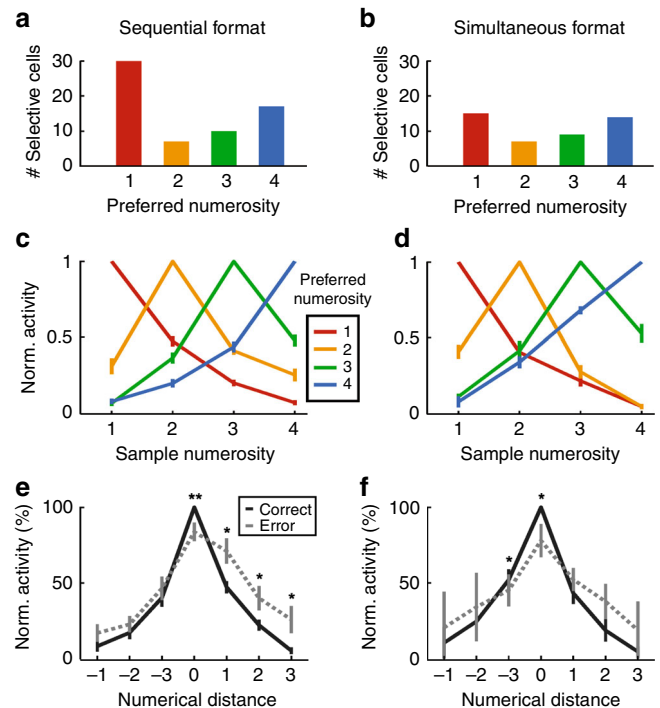 a
Sequential format
# Selective cells
30
20
10
0
1 2 3 4
Preferred numerosity
b
Simultaneous format
# Selective cells
30
20
10
0
1 2 3 4
Preferred numerosity
c
Norm. activity
1
0.5
0
1 2 3 4
Sample numerosity
Preferred
numerosity
1
2
3
4
d
1
0.5
0
1 2 3 4
Sample numerosity
e
Norm. activity (%)
100
50
0
**
*
*
*
Correct
Error
–1 –2 –3 0 1 2 3
Numerical distance
f
Norm. activity (%)
100
50
0
*
*
–1 –2 –3 0 1 2 3
Numerical distance